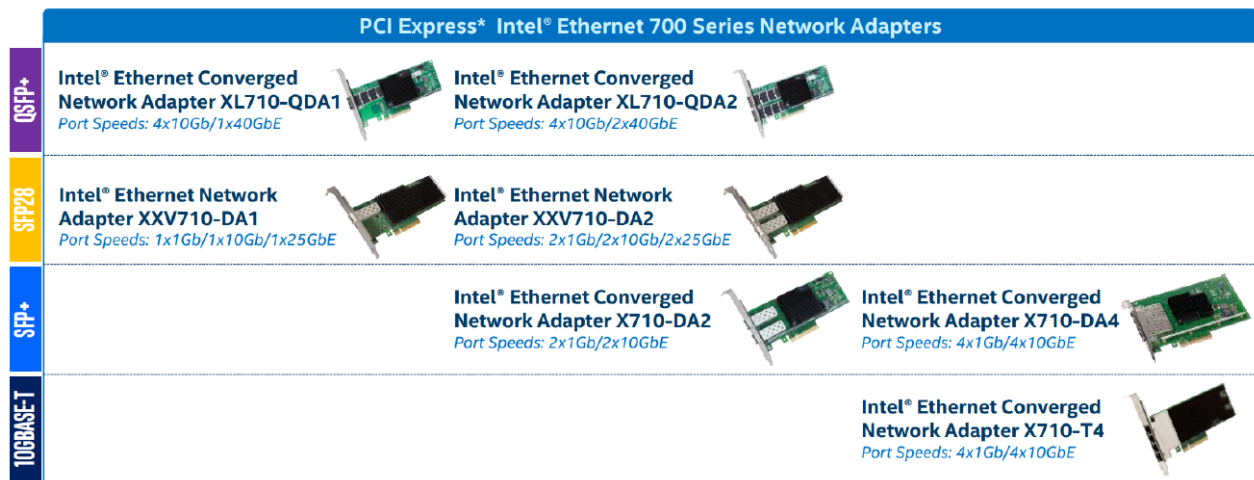 PCI Express* Intel® Ethernet 700 Series Network Adapters
QSFP+
Intel® Ethernet Converged
Network Adapter XL710-QDA1
Port Speeds: 4x10Gb/1x40GbE
Intel® Ethernet Converged
Network Adapter XL710-QDA2
Port Speeds: 4x10Gb/2x40GbE
SFP28
Intel® Ethernet Network
Adapter XXV710-DA1
Port Speeds: 1x1Gb/1x10Gb/1x25GbE
Intel® Ethernet Network
Adapter XXV710-DA2
Port Speeds: 2x1Gb/2x10Gb/2x25GbE
SFP+
Intel® Ethernet Converged
Network Adapter X710-DA2
Port Speeds: 2x1Gb/2x10GbE
Intel® Ethernet Converged
Network Adapter X710-DA4
Port Speeds: 4x1Gb/4x10GbE
10GBASE-T
Intel® Ethernet Converged
Network Adapter X710-T4
Port Speeds: 4x1Gb/4x10GbE